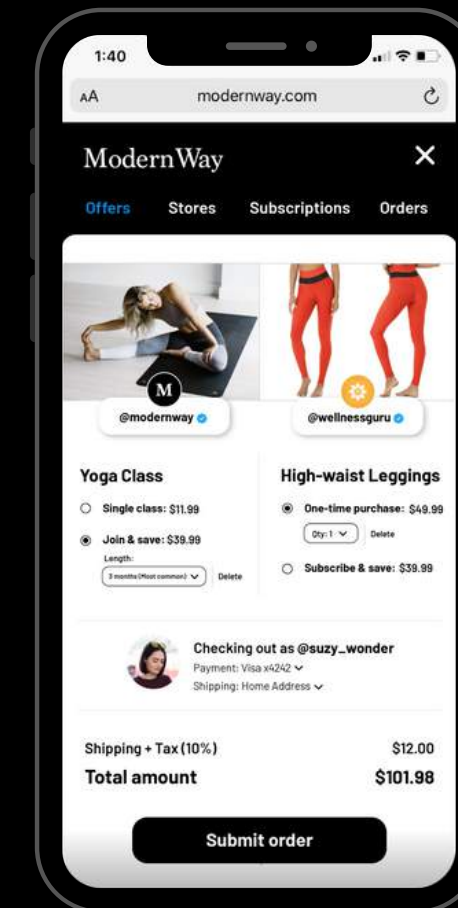 1:40
AA modernway.com
ModernWay
Offers Stores Subscriptions Orders
M
@modernway
@wellnessguru
Yoga Class
Single class: $11.99
Join & save: $39.99
Length:
3 months (Most common)
Delete
High-waist Leggings
One-time purchase: $49.99
Qty: 1
Delete
Subscribe & save: $39.99
Checking out as @suzy_wonder
Payment: Visa x4242
Shipping: Home Address
Shipping + Tax (10%) $12.00
Total amount $101.98
Submit order